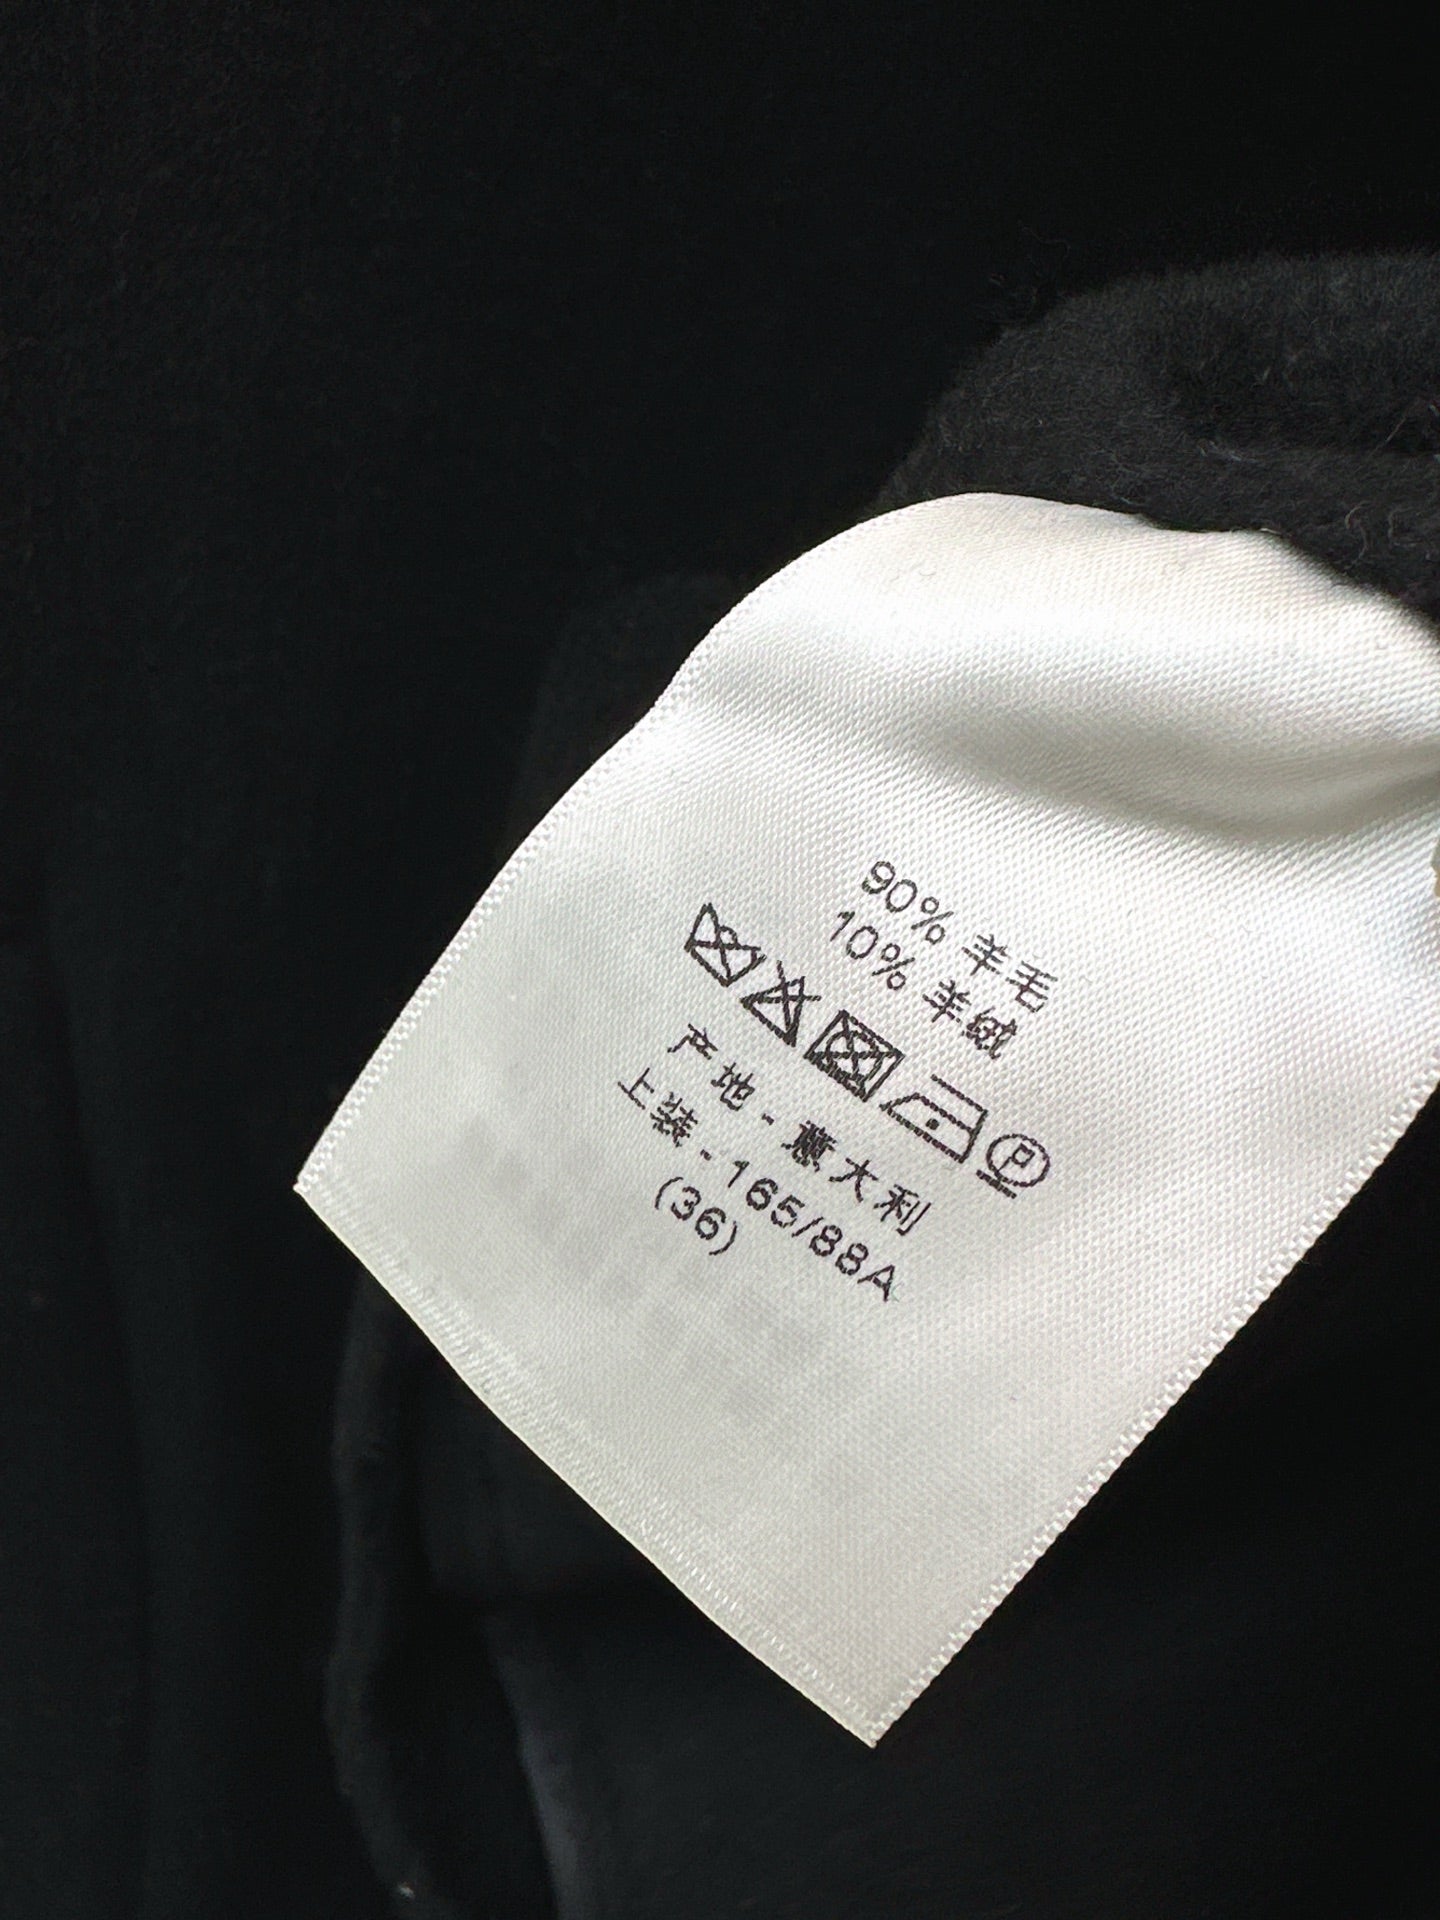 90% 羊毛
10% 羊绒
P
产地 - 意大利
上装 - 165/88A
(36)